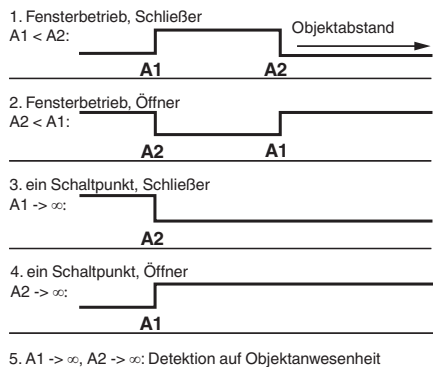 1. Fensterbetrieb, Schließer
A1 < A2:
Objektabstand
A1 A2
2. Fensterbetrieb, Öffner
A2 < A1:
A2 A1
3. ein Schaltpunkt, Schließer
A1 -> ∞:
A2
4. ein Schaltpunkt, Öffner
A2 -> ∞:
A1
5. A1 -> ∞, A2 -> ∞: Detektion auf Objektanwesenheit